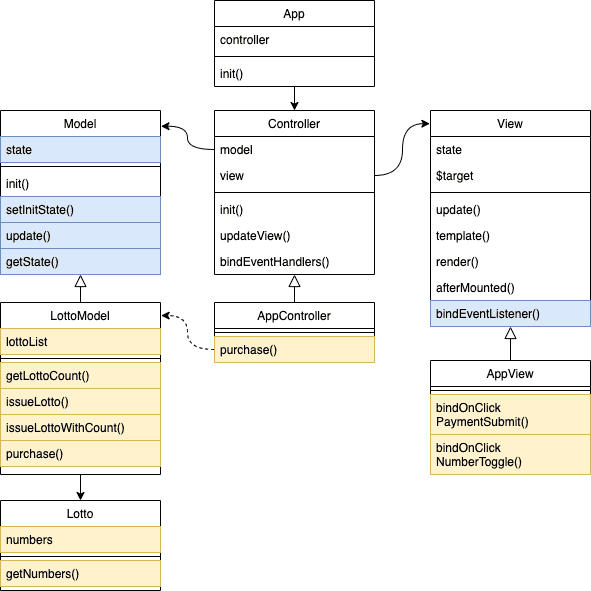 App
controller
init()
Model
state
init()
setInitState()
update()
getState()
Controller
model
view
init()
updateView()
bindEventHandlers()
View
state
$target
update()
template()
render()
afterMounted()
bindEventListener()
LottoModel
lottoList
getLottoCount()
issueLotto()
issueLottoWithCount()
purchase()
AppController
purchase()
AppView
bindOnClick
PaymentSubmit()
bindOnClick
NumberToggle()
Lotto
numbers
getNumbers()